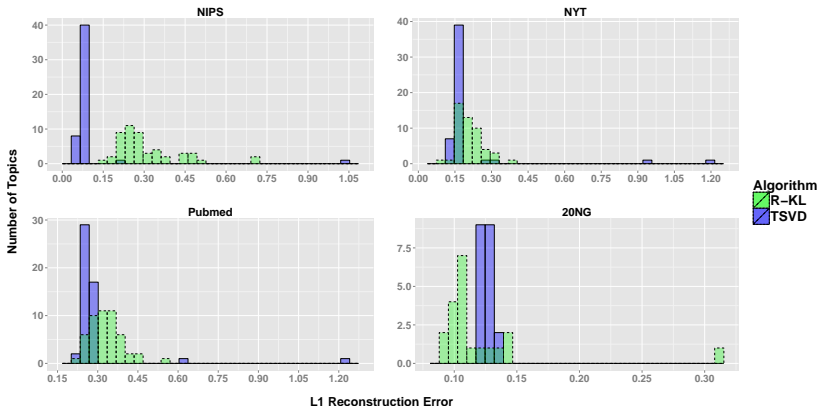 NIPS
NYT
40
30
20
10
0
0.00 0.15 0.30 0.45 0.60 0.75 0.90 1.05
40
30
20
10
0
0.00 0.15 0.30 0.45 0.60 0.75 0.90 1.05 1.20
Number of Topics
Algorithm
R-KL
TSVD
Pubmed
20NG
30
20
10
0
0.15 0.30 0.45 0.60 0.75 0.90 1.05 1.20
7.5
5.0
2.5
0.0
0.10 0.15 0.20 0.25 0.30
L1 Reconstruction Error